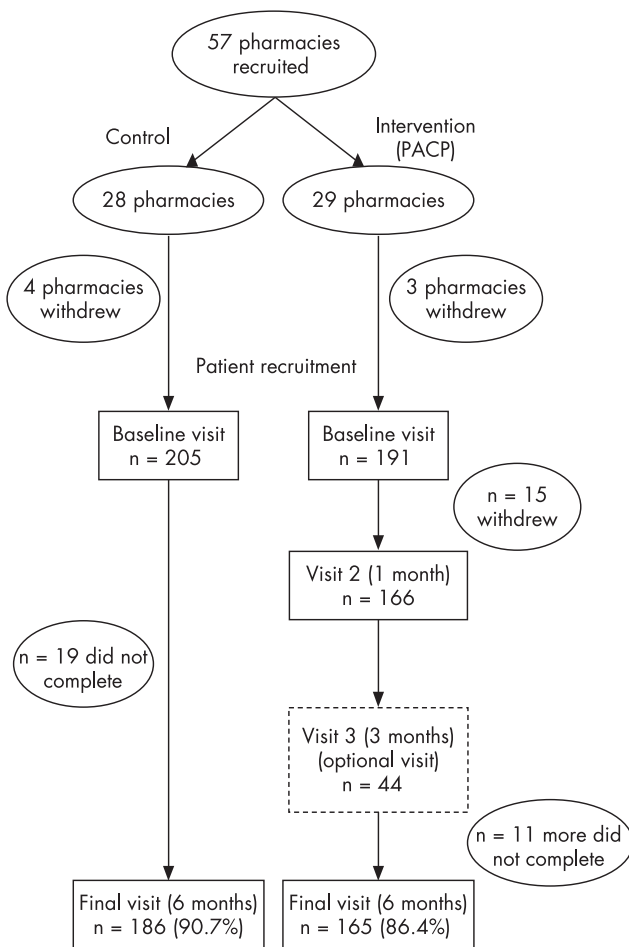 57 pharmacies
recruited
Control
Intervention
(PACP)
28 pharmacies
29 pharmacies
4 pharmacies
withdrew
3 pharmacies
withdrew
Patient recruitment
Baseline visit
n = 205
Baseline visit
n = 191
n = 15
withdrew
Visit 2 (1 month)
n = 166
n = 19 did not
complete
Visit 3 (3 months)
(optional visit)
n = 44
n = 11 more did
not complete
Final visit (6 months)
n = 186 (90.7%)
Final visit (6 months)
n = 165 (86.4%)